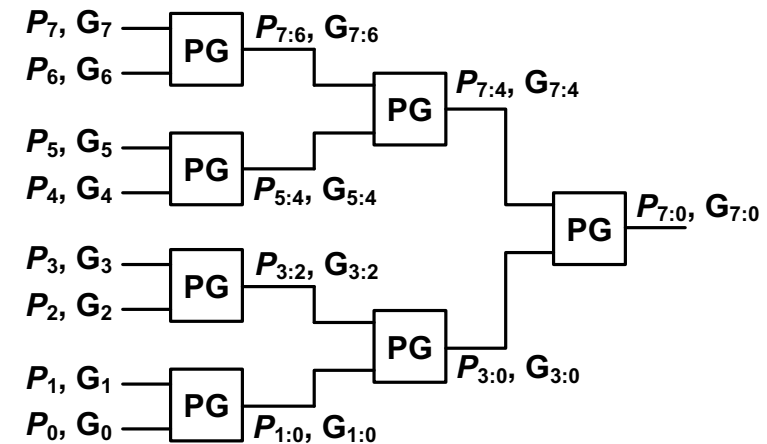 P₇, G₇
P₆, G₆
PG
P₇:₆, G₇:₆
P₅, G₅
P₄, G₄
PG
P₅:₄, G₅:₄
PG
P₇:₄, G₇:₄
P₃, G₃
P₂, G₂
PG
P₃:₂, G₃:₂
P₁, G₁
P₀, G₀
PG
P₁:₀, G₁:₀
PG
P₃:₀, G₃:₀
PG
P₇:₀, G₇:₀